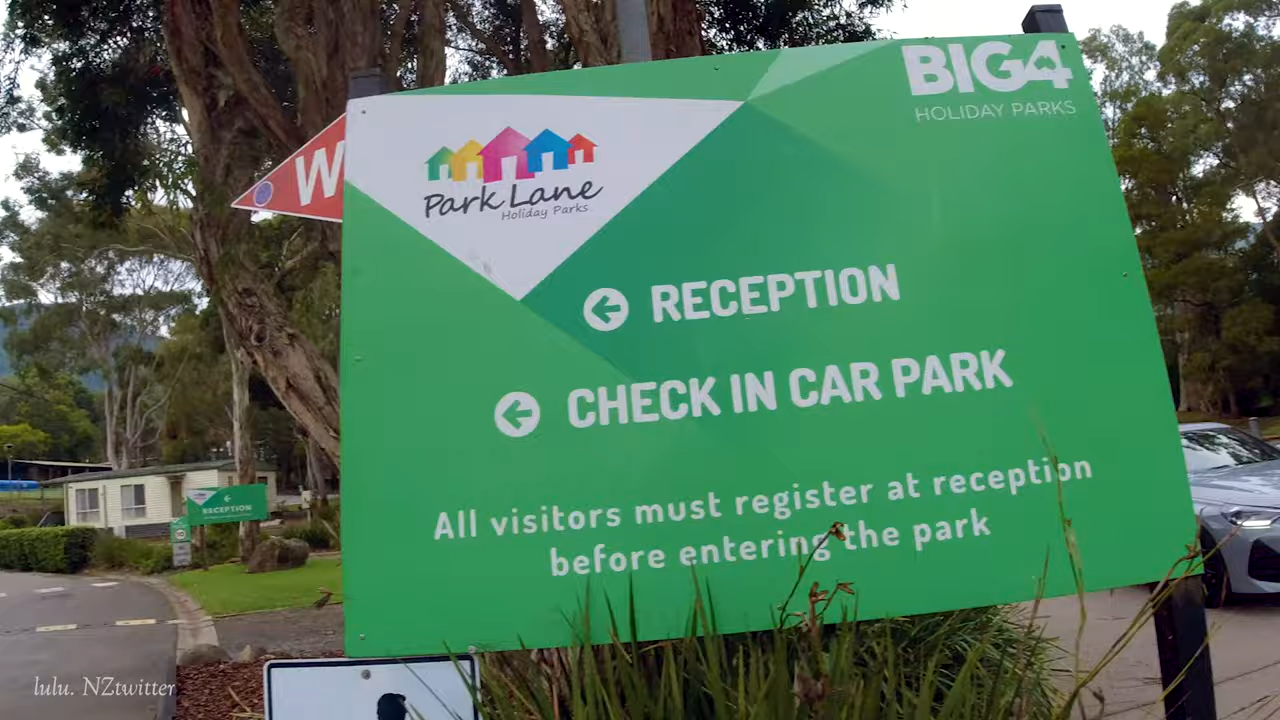 BIG4
HOLIDAY PARKS
W
Park Lane
Holiday Parks
RECEPTION
CHECK IN CAR PARK
All visitors must register at reception
before entering the park
RECEPTION
lulu. NZtwitter